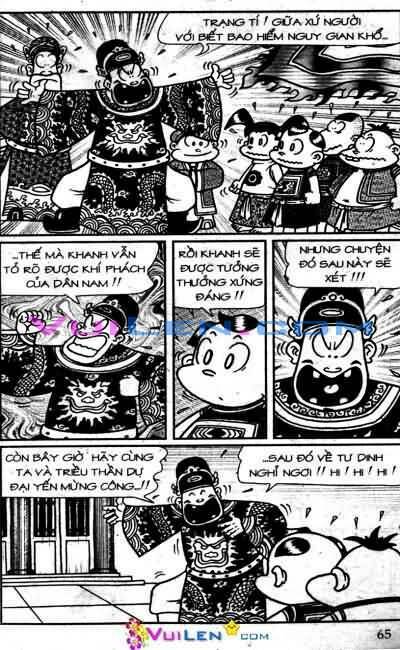 TRẠNG TÍ! GIỮA XỨ NGƯỜI
VỚI BIẾT BAO HIỂM NGUY GIAN KHỔ...
...THẾ MÀ KHANH VẪN
TỎ RÕ ĐƯỢC KHÍ PHÁCH
CỦA DÂN NAM!!
RỒI KHANH SẼ
ĐƯỢC TƯỞNG
THƯỞNG XỨNG
ĐÁNG!!
NHƯNG CHUYỆN
ĐÓ SAU NÀY SẼ
XÉT!!!
VUILEN.COM
CÒN BÂY GIỜ HÃY CÙNG
TA VÀ TRIỀU THẦN DỰ
ĐẠI YẾN MỪNG CÔNG...!!
...SAU ĐÓ VỀ TƯ DINH
NGHỈ NGƠI!! HI! HI! HI!
65
VUILEN.COM